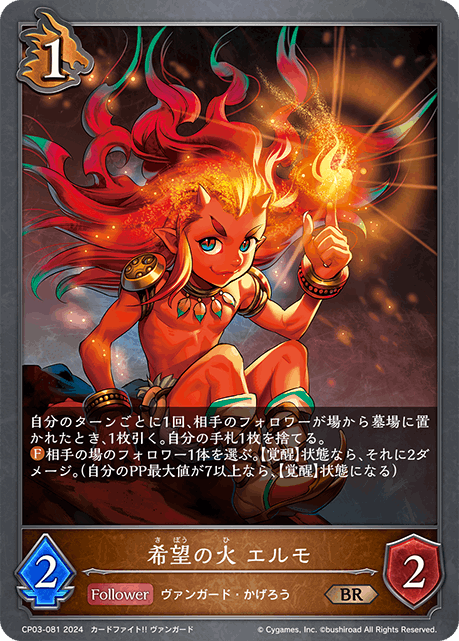 1
自分のターンごとに1回、相手のフォロワーが場から墓場に置
かれたとき、1枚引く。自分の手札1枚を捨てる。
F 相手の場のフォロワー1体を選ぶ。【覚醒】状態なら、それに2ダ
メージ。(自分のPP最大値が7以上なら、【覚醒】状態になる)
きぼう ひ
希望の火 エルモ
2
Follower ヴァンガード・かげろう BR
2
CP03-081 2024 カードファイト!! ヴァンガード © Cygames, Inc. ©bushiroad All Rights Reserved.